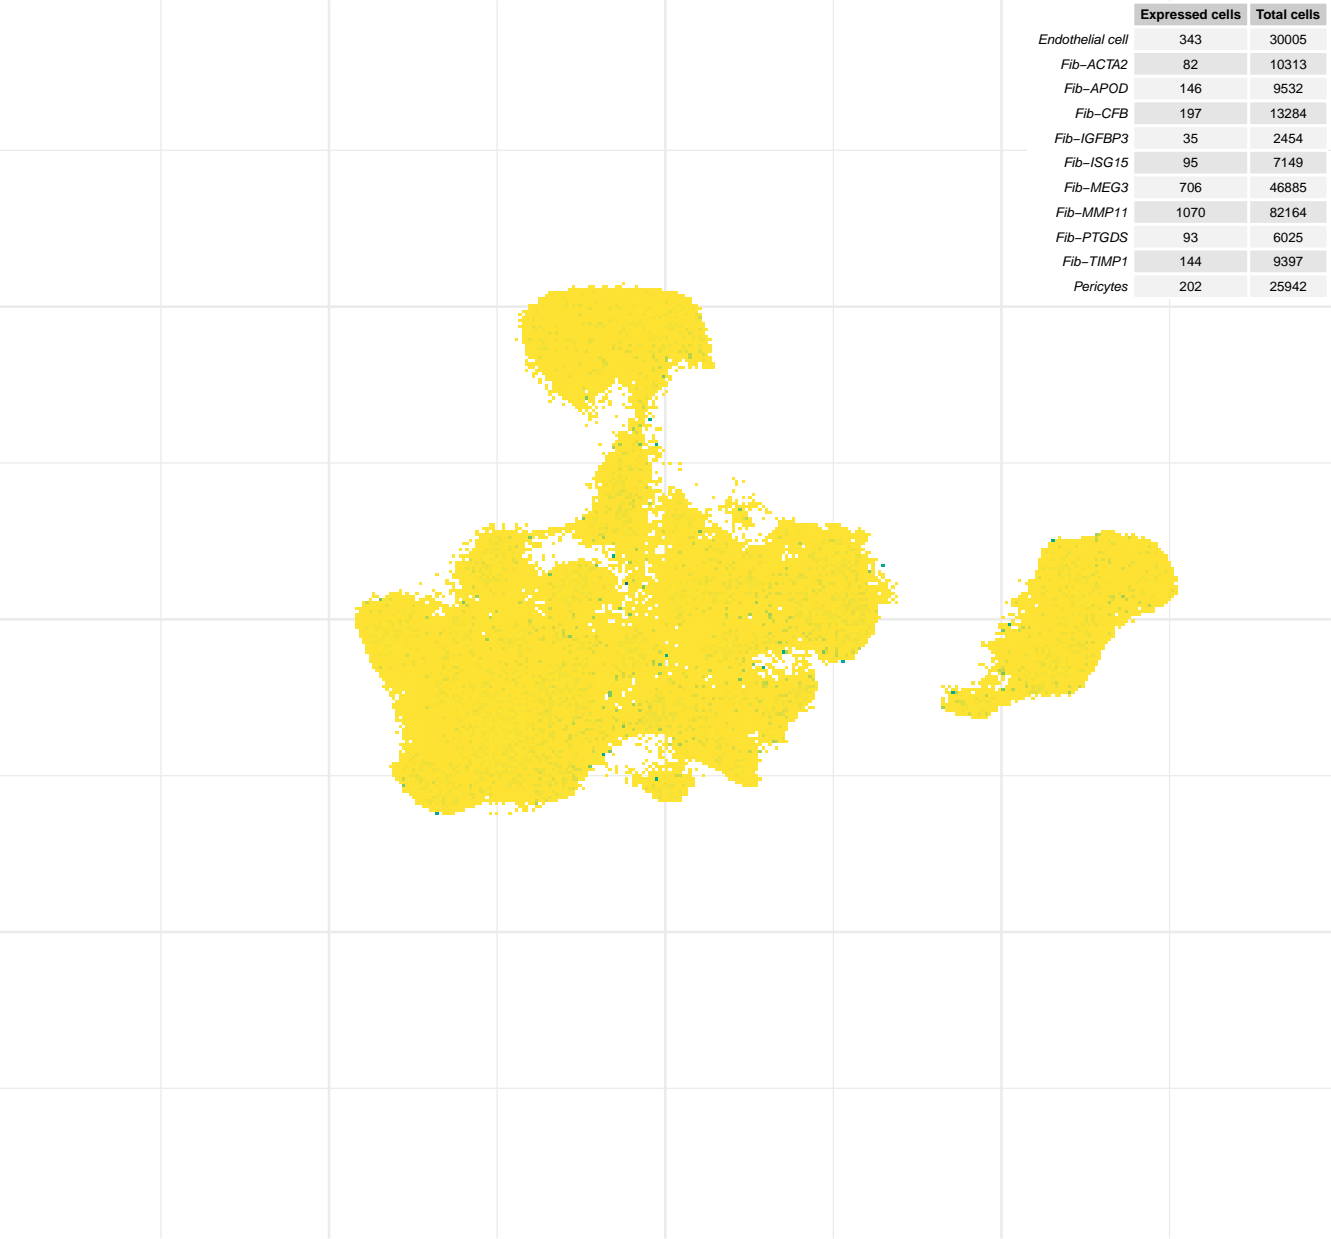 Expressed cells Total cells
Endothelial cell 343 30005
Fib−ACTA2 82 10313
Fib−APOD 146 9532
Fib−CFB 197 13284
Fib−IGFBP3 35 2454
Fib−ISG15 95 7149
Fib−MEG3 706 46885
Fib−MMP11 1070 82164
Fib−PTGDS 93 6025
Fib−TIMP1 144 9397
Pericytes 202 25942